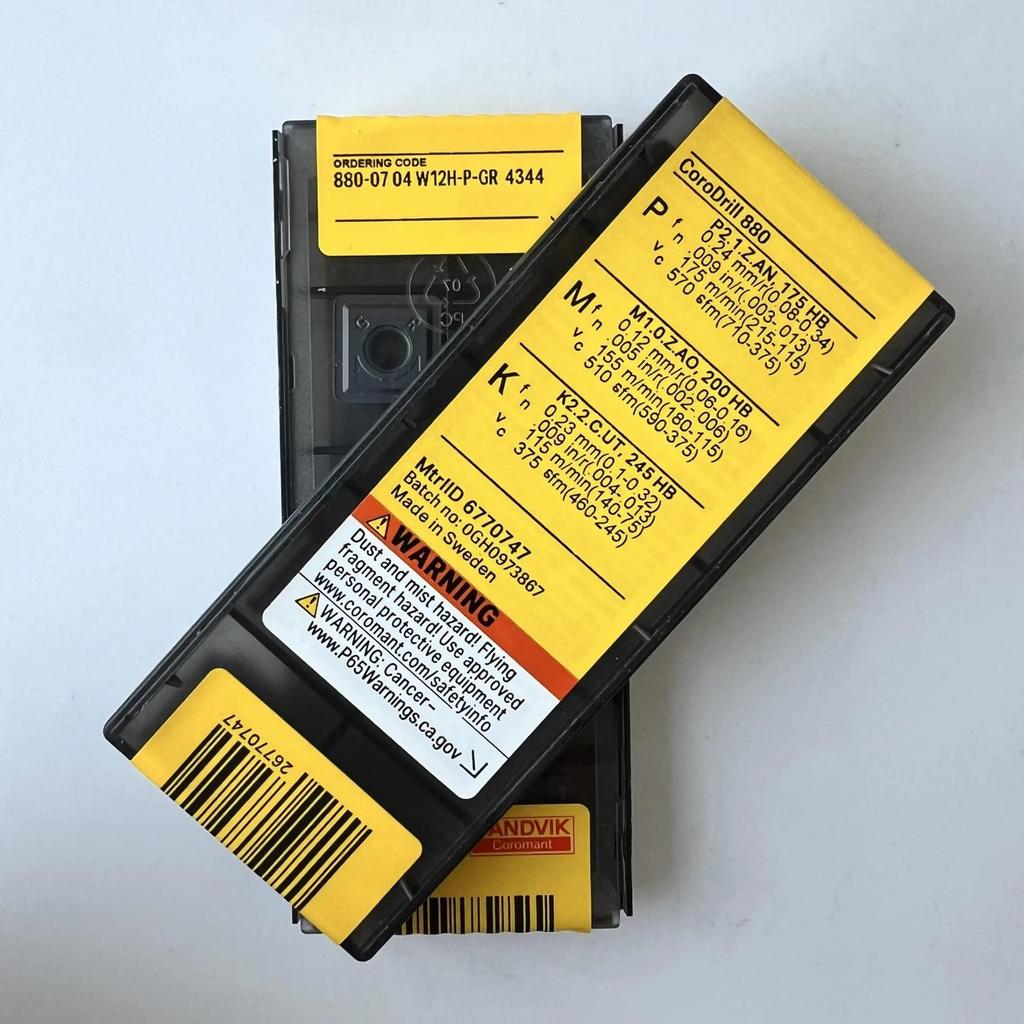 ORDERING CODE
880-07 04 W12H-P-GR 4344
07
PC
CoroDrill 880
P fn P2.1.Z.AN, 175 HB
0.24 mm/r(0.08-0.34)
.009 in/r(.003-.013)
vc 175 m/min(215-115)
570 sfm(710-375)
M fn M1.0.Z.AQ, 200 HB
0.12 mm/r(0.06-0.16)
.005 in/r(.002-.006)
vc 155 m/min(180-115)
510 sfm(590-375)
K fn K2.2.C.UT, 245 HB
0.23 mm(0.1-0.32)
.009 in/r(.004-.013)
vc 115 m/min(140-75)
375 sfm(460-245)
MtrlID 6770747
Batch no: 0GH0973867
Made in Sweden
WARNING
Dust and mist hazard! Flying
fragment hazard! Use approved
personal protective equipment
www.coromant.com/safetyinfo
WARNING: Cancer–
www.P65Warnings.ca.gov
26770747
ANDVIK
Coromant